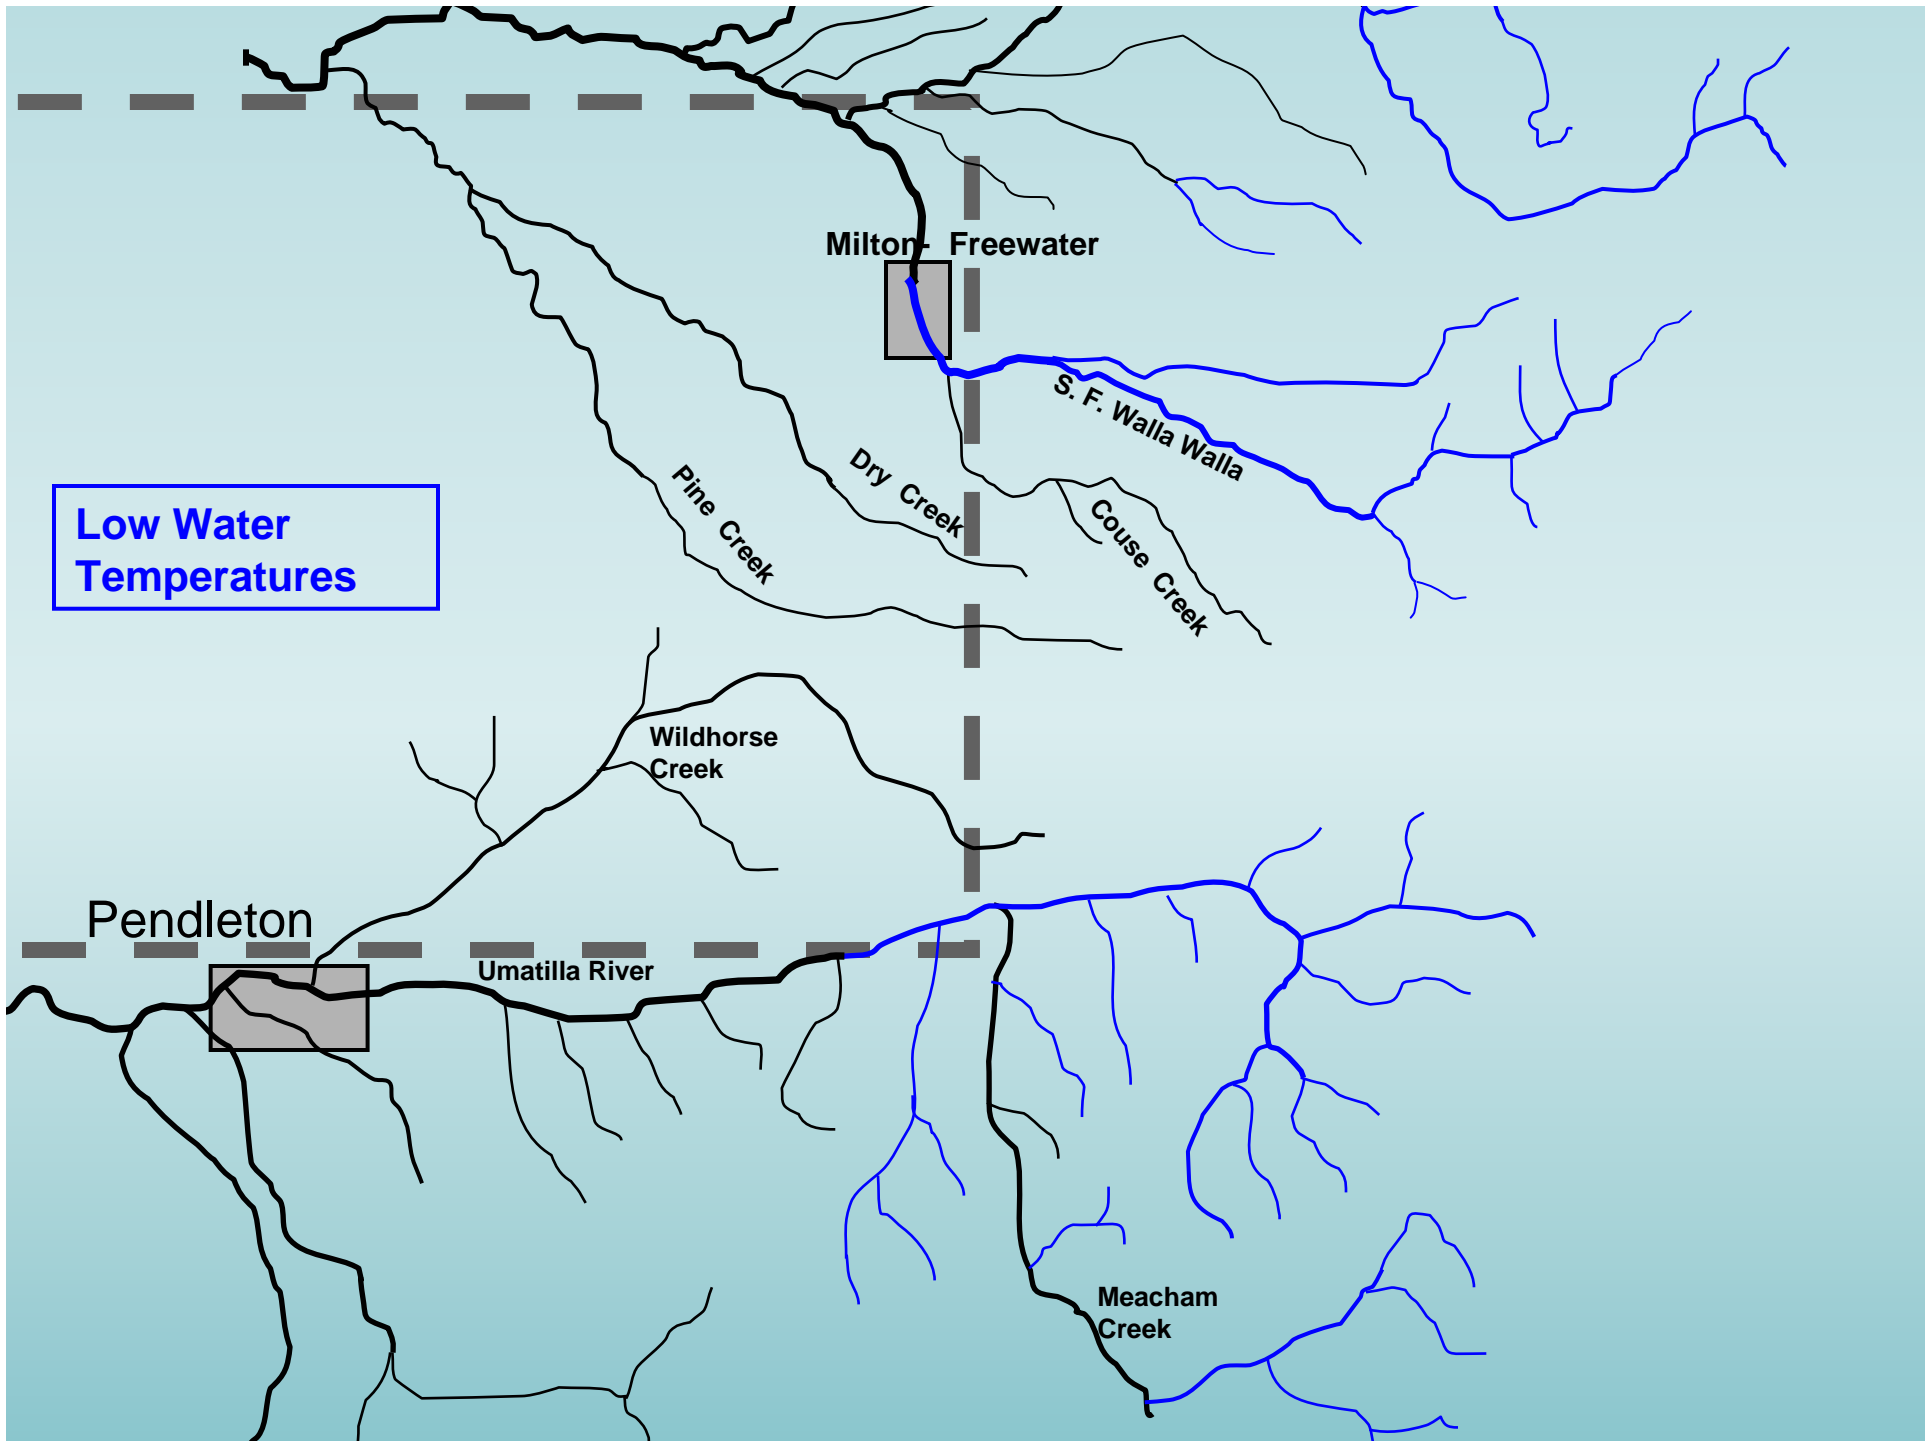 Milton- Freewater
S. F. Walla Walla
Dry Creek
Pine Creek
Couse Creek
Low Water
Temperatures
Wildhorse
Creek
Pendleton
Umatilla River
Meacham
Creek